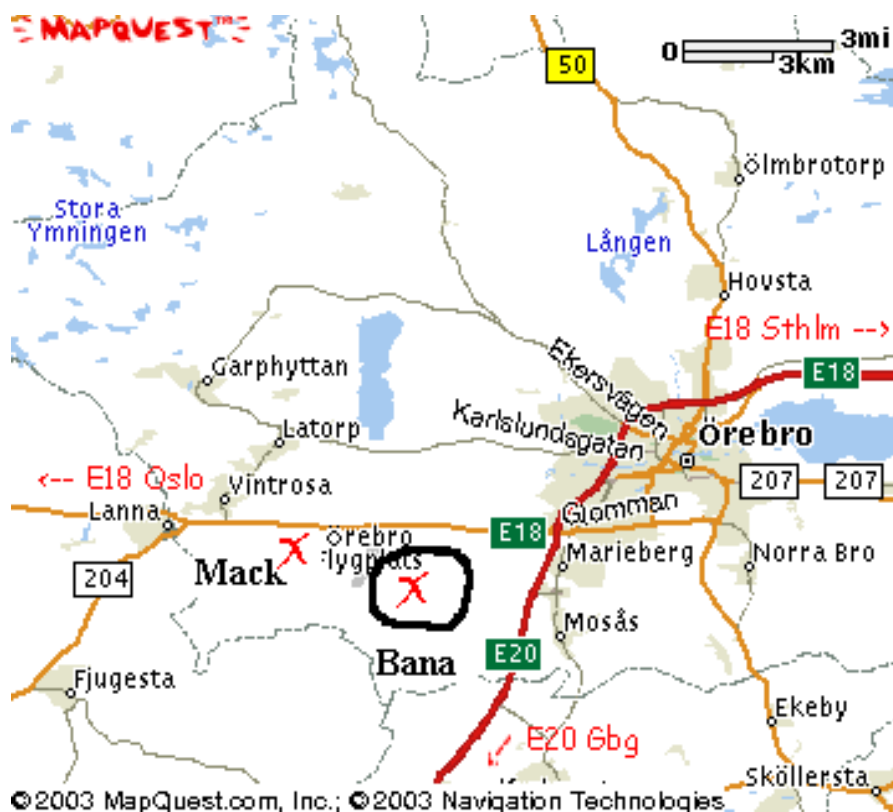 MAPQUEST™
50
0 3mi
3km
Ölmbrotorp
Stora
Ymningen
Lången
Hovsta
E18 Sthlm -->
Garphyttan
Ekersvägen
E18
Karlslundsgatan
Latorp
Örebro
<-- E18 Oslo
Vintrosa
207
207
Lanna
Glomman
E18
Örebro
flygplats
Marieberg
Norra Bro
Mack
204
Mosås
Bana
E20
Fjugesta
Ekeby
E20 Gbg
Sköllersta
©2003 MapQuest.com, Inc.; ©2003 Navigation Technologies